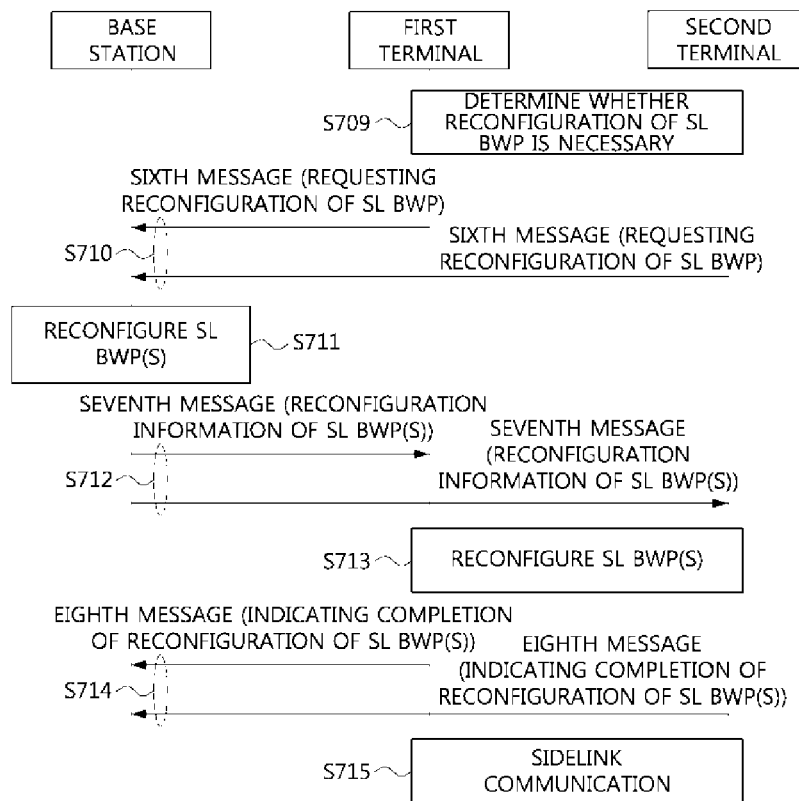 BASE
STATION
FIRST
TERMINAL
SECOND
TERMINAL
S709
DETERMINE WHETHER
RECONFIGURATION OF SL
BWP IS NECESSARY
SIXTH MESSAGE (REQUESTING
RECONFIGURATION OF SL BWP)
S710
SIXTH MESSAGE (REQUESTING
RECONFIGURATION OF SL BWP)
RECONFIGURE SL
BWP(S)
S711
SEVENTH MESSAGE (RECONFIGURATION
INFORMATION OF SL BWP(S))
S712
SEVENTH MESSAGE
(RECONFIGURATION
INFORMATION OF SL BWP(S))
S713
RECONFIGURE SL BWP(S)
EIGHTH MESSAGE (INDICATING COMPLETION
OF RECONFIGURATION OF SL BWP(S))
S714
EIGHTH MESSAGE
(INDICATING COMPLETION OF
RECONFIGURATION OF SL BWP(S))
S715
SIDELINK
COMMUNICATION